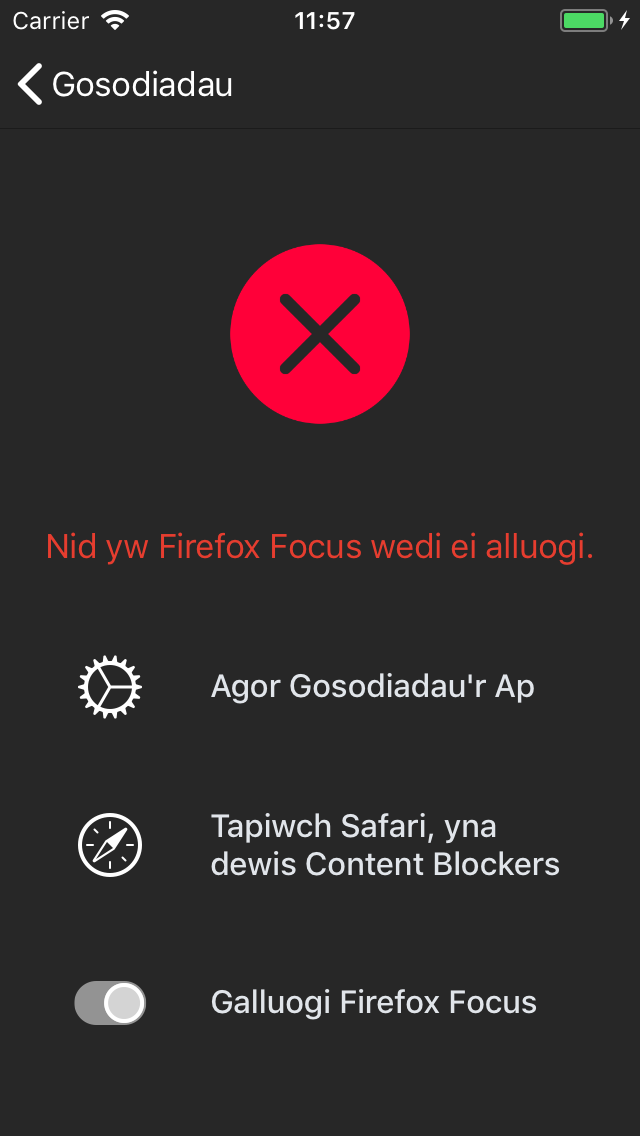 Carrier 11:57
Gosodiadau
Nid yw Firefox Focus wedi ei alluogi.
Agor Gosodiadau'r Ap
Tapiwch Safari, yna
dewis Content Blockers
Galluogi Firefox Focus